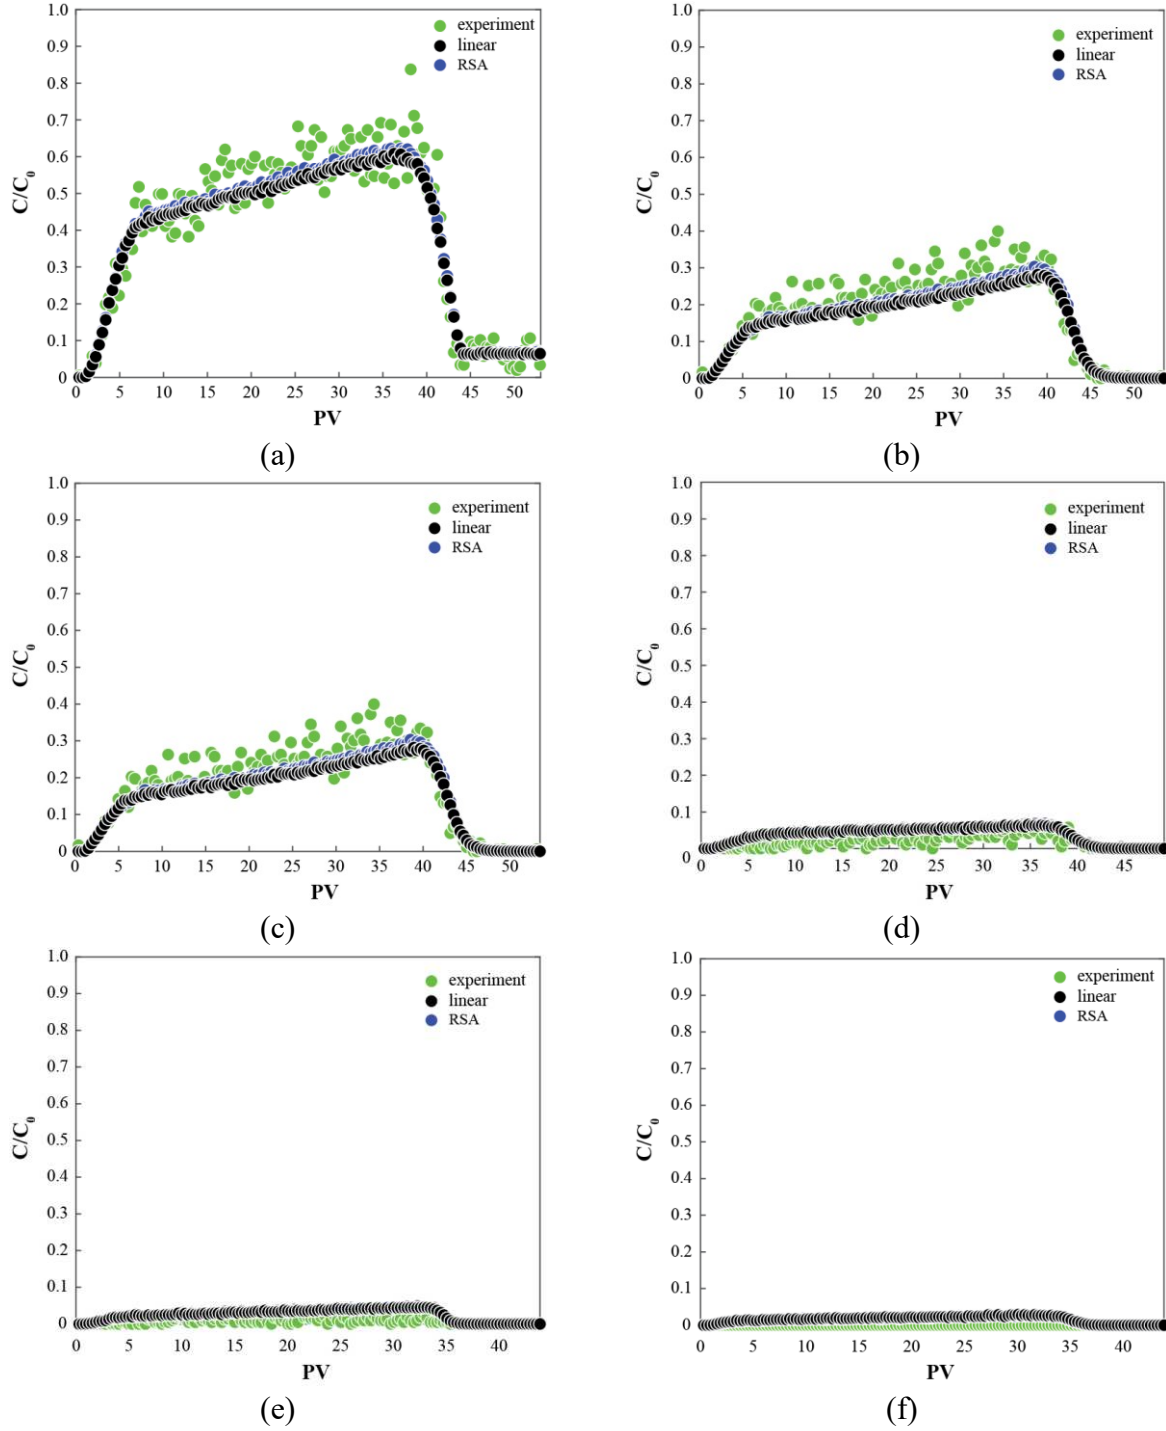 1.0
0.9
0.8
0.7
0.6
0.5
0.4
0.3
0.2
0.1
0
C/C0
experiment
linear
RSA
0 5 10 15 20 25 30 35 40 45 50
PV
(a)
1.0
0.9
0.8
0.7
0.6
0.5
0.4
0.3
0.2
0.1
0
C/C0
experiment
linear
RSA
0 5 10 15 20 25 30 35 40 45 50
PV
(b)
1.0
0.9
0.8
0.7
0.6
0.5
0.4
0.3
0.2
0.1
0
C/C0
experiment
linear
RSA
0 5 10 15 20 25 30 35 40 45 50
PV
(c)
1.0
0.9
0.8
0.7
0.6
0.5
0.4
0.3
0.2
0.1
0
C/C0
experiment
linear
RSA
0 5 10 15 20 25 30 35 40 45
PV
(d)
1.0
0.9
0.8
0.7
0.6
0.5
0.4
0.3
0.2
0.1
0
C/C0
experiment
linear
RSA
0 5 10 15 20 25 30 35 40
PV
(e)
1.0
0.9
0.8
0.7
0.6
0.5
0.4
0.3
0.2
0.1
0
C/C0
experiment
linear
RSA
0 5 10 15 20 25 30 35 40
PV
(f)